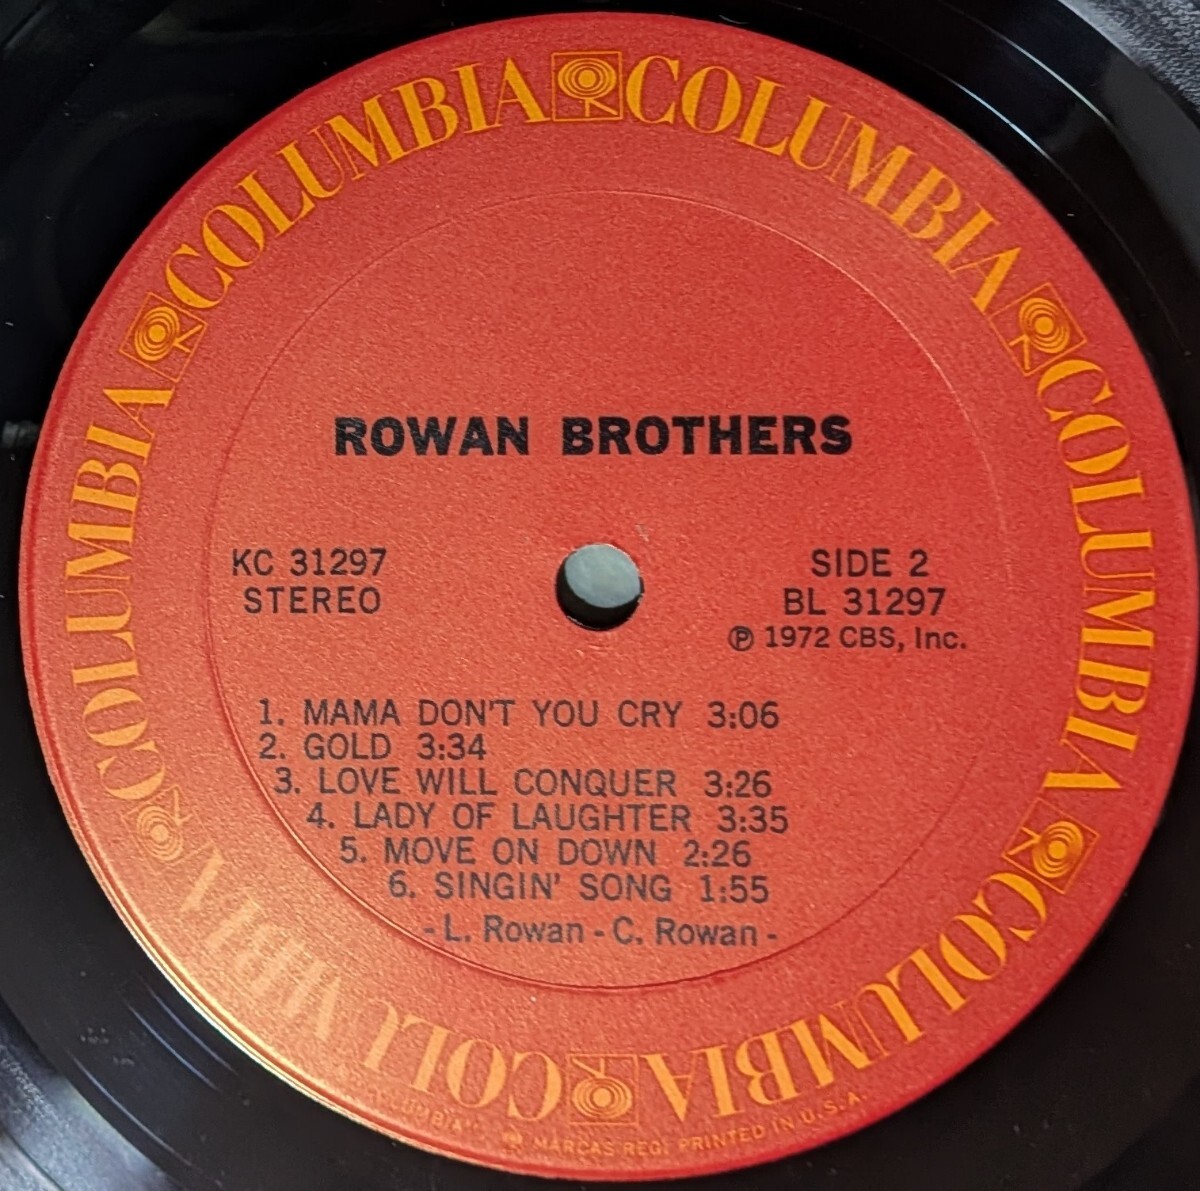 COLUMBIA COLUMBIA COLUMBIA COLUMBIA COLUMBIA COLUMBIA
ROWAN BROTHERS
KC 31297
STEREO
SIDE 2
BL 31297
℗ 1972 CBS, Inc.
1. MAMA DON'T YOU CRY 3:06
2. GOLD 3:34
3. LOVE WILL CONQUER 3:26
4. LADY OF LAUGHTER 3:35
5. MOVE ON DOWN 2:26
6. SINGIN' SONG 1:55
- L. Rowan - C. Rowan -
MARCAS REG. PRINTED IN U.S.A.